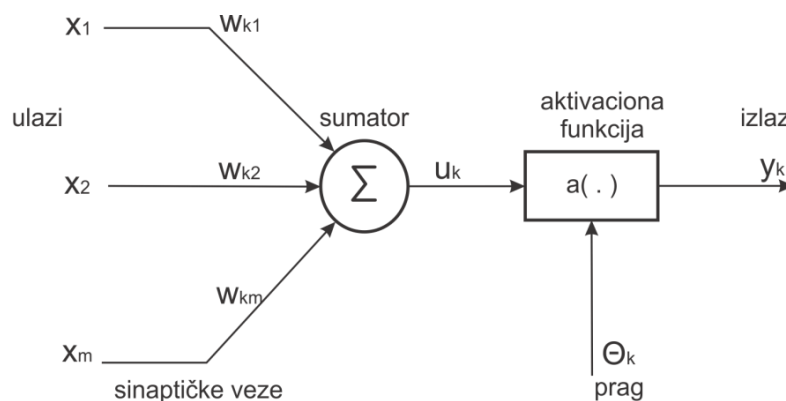 x1
wk1
ulazi
sumator
aktivaciona
funkcija
izlaz
x2
wk2
Σ
uk
a( . )
yk
wkm
xm
Θk
sinaptičke veze
prag